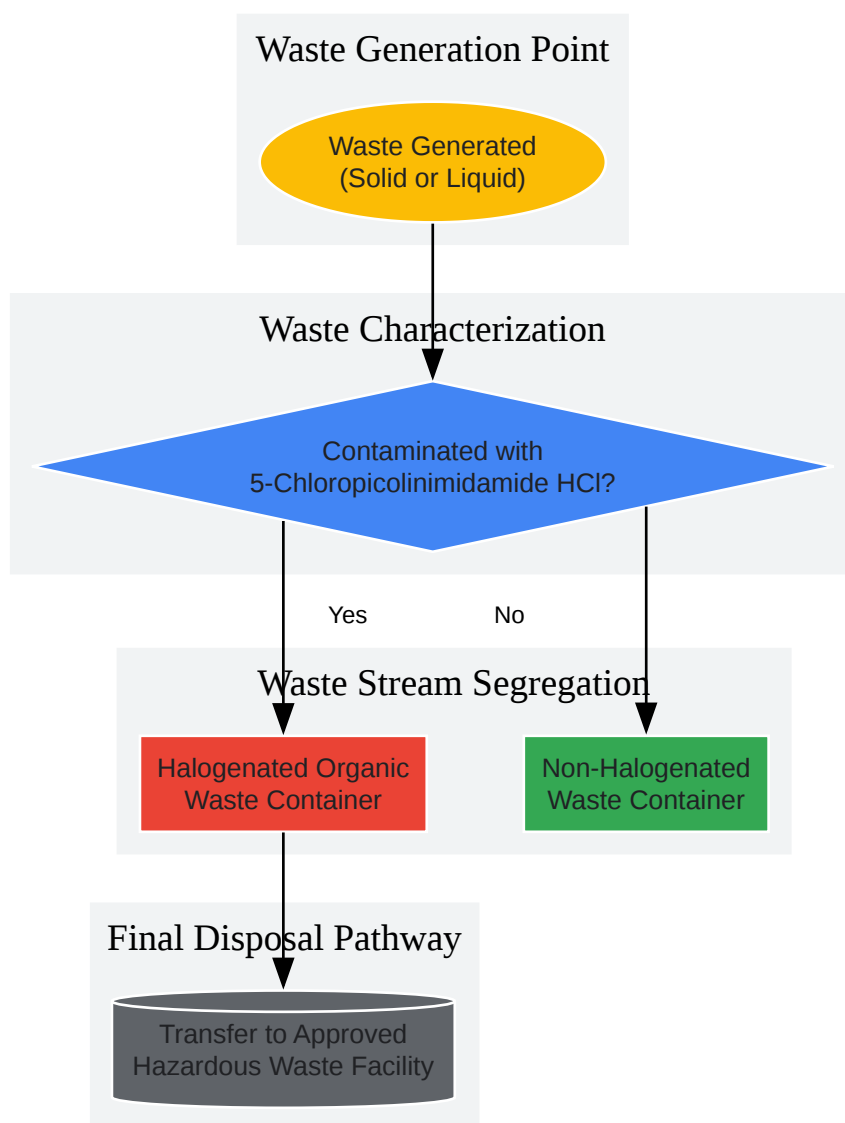 Waste Generation Point
Waste Generated
(Solid or Liquid)
Waste Characterization
Contaminated with
5-Chloropicolinimidamide HCl?
Yes
No
Waste Stream Segregation
Halogenated Organic
Waste Container
Non-Halogenated
Waste Container
Final Disposal Pathway
Transfer to Approved
Hazardous Waste Facility